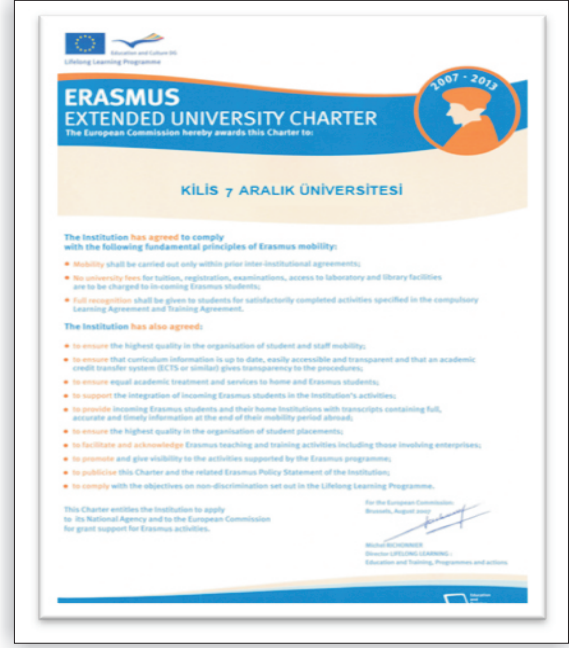 Education and Culture DG
Lifelong Learning Programme
2007 - 2013
ERASMUS
EXTENDED UNIVERSITY CHARTER
The European Commission hereby awards this Charter to:
KİLİS 7 ARALIK ÜNİVERSİTESİ
The Institution has agreed to comply
with the following fundamental principles of Erasmus mobility:
• Mobility shall be carried out only within prior inter-institutional agreements;
• No university fees for tuition, registration, examinations, access to laboratory and library facilities
are to be charged to in-coming Erasmus students;
• Full recognition shall be given to students for satisfactorily completed activities specified in the compulsory
Learning Agreement and Training Agreement.
The Institution has also agreed:
• to ensure the highest quality in the organisation of student and staff mobility;
• to ensure that curriculum information is up to date, easily accessible and transparent and that an academic
credit transfer system (ECTS or similar) gives transparency to the procedures;
• to ensure equal academic treatment and services to home and Erasmus students;
• to support the integration of incoming Erasmus students in the Institution's activities;
• to provide incoming Erasmus students and their home Institutions with transcripts containing full,
accurate and timely information at the end of their mobility period abroad;
• to ensure the highest quality in the organisation of student placements;
• to facilitate and acknowledge Erasmus teaching and training activities including those involving enterprises;
• to promote and give visibility to the activities supported by the Erasmus programme;
• to publicise this Charter and the related Erasmus Policy Statement of the Institution;
• to comply with the objectives on non-discrimination set out in the Lifelong Learning Programme.
This Charter entitles the Institution to apply
to its National Agency and to the European Commission
for grant support for Erasmus activities.
For the European Commission:
Brussels, August 2007
Michel RICHONNIER
Director LIFELONG LEARNING :
Education and Training, Programmes and actions
Education
and